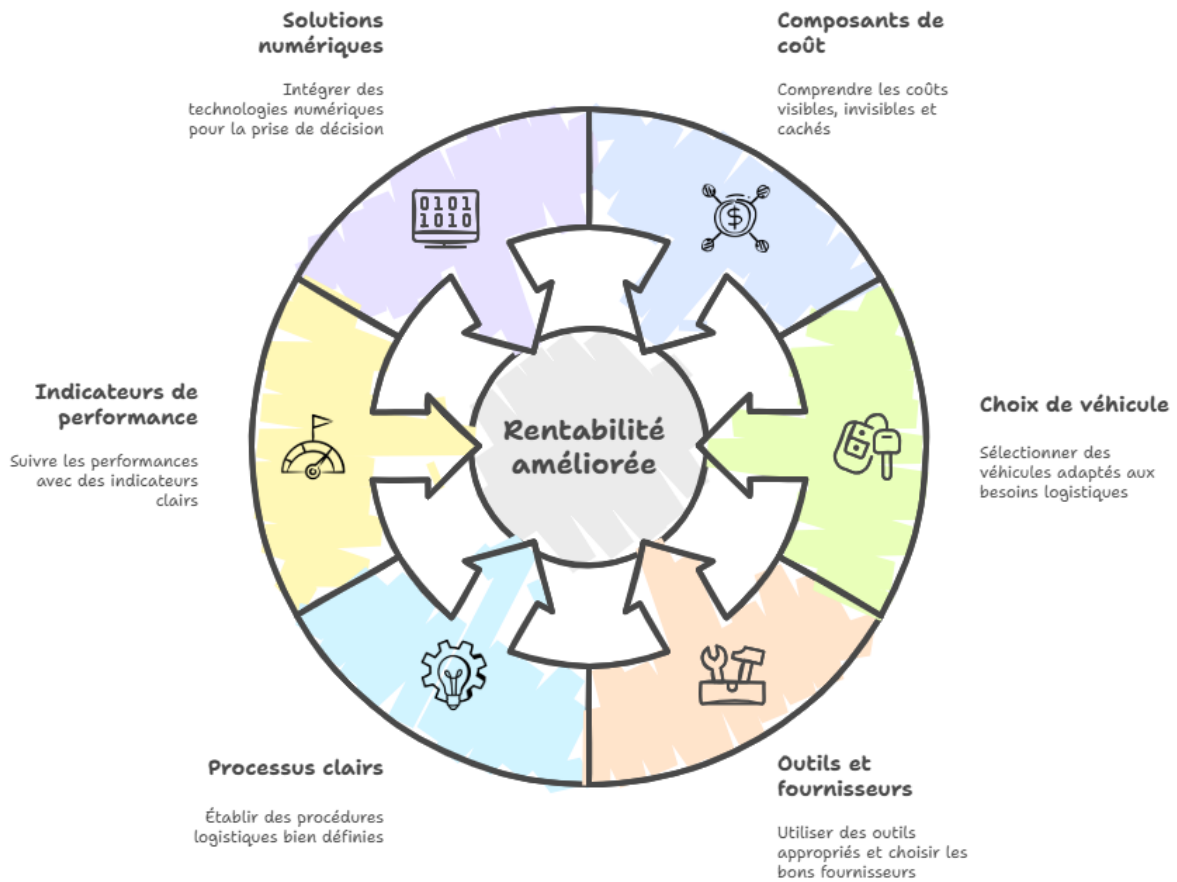 Solutions
numériques
Intégrer des
technologies numériques
pour la prise de décision
Composants de
coût
Comprendre les coûts
visibles, invisibles et
cachés
0101
1010
$
Indicateurs de
performance
Suivre les performances
avec des indicateurs
clairs
Rentabilité
améliorée
Choix de véhicule
Sélectionner des
véhicules adaptés aux
besoins logistiques
Processus clairs
Établir des procédures
logistiques bien définies
Outils et
fournisseurs
Utiliser des outils
appropriés et choisir les
bons fournisseurs